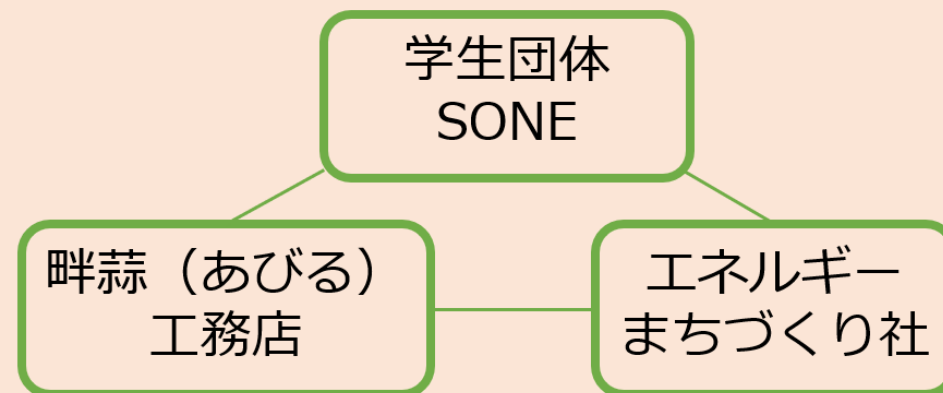 学生団体
SONE
畔蒜（あびる）
工務店
エネルギー
まちづくり社